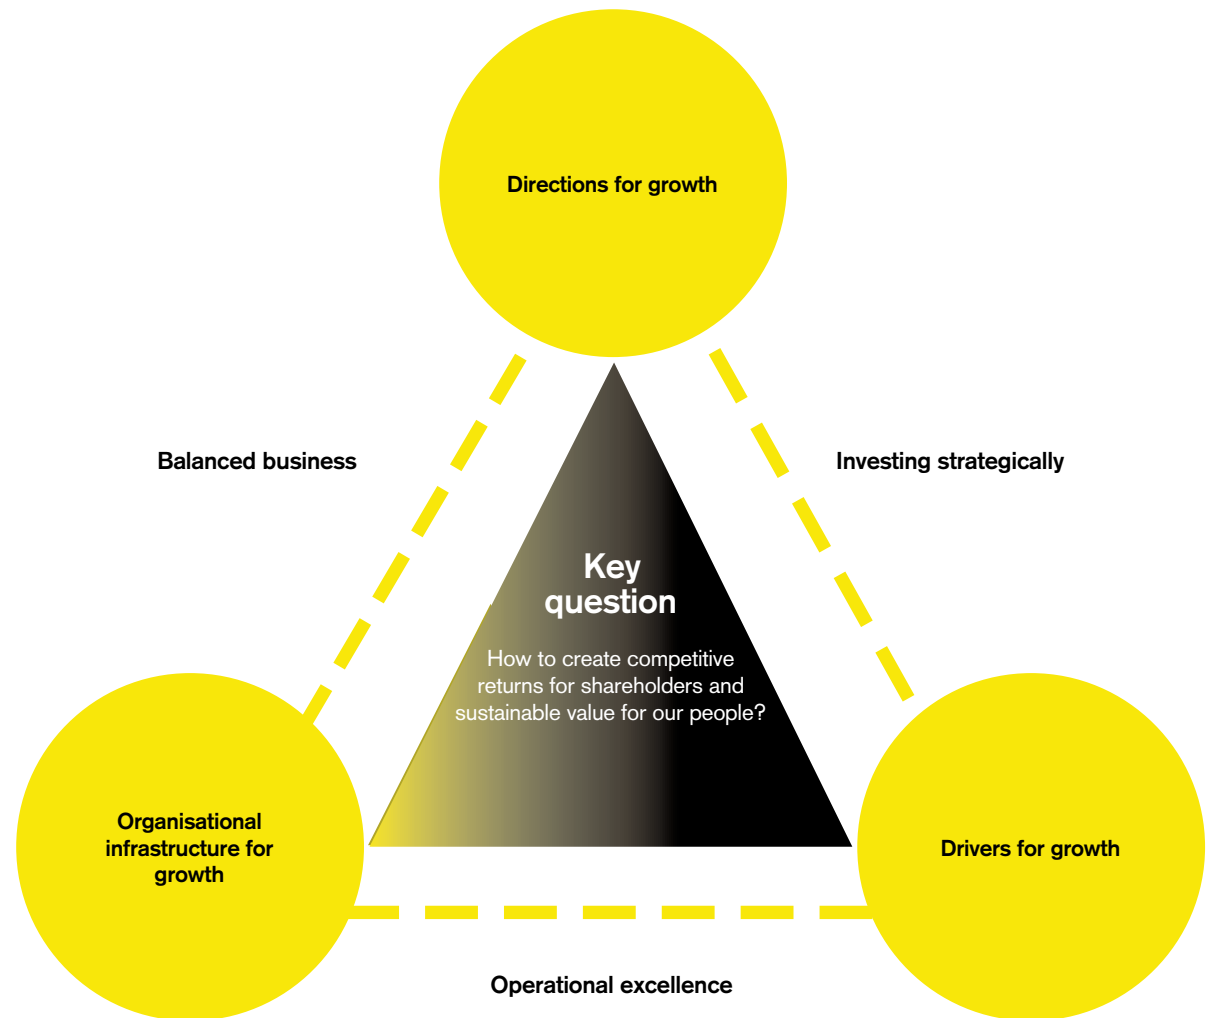 Directions for growth
Balanced business
Investing strategically
Key
question
How to create competitive
returns for shareholders and
sustainable value for our people?
Organisational
infrastructure for
growth
Drivers for growth
Operational excellence